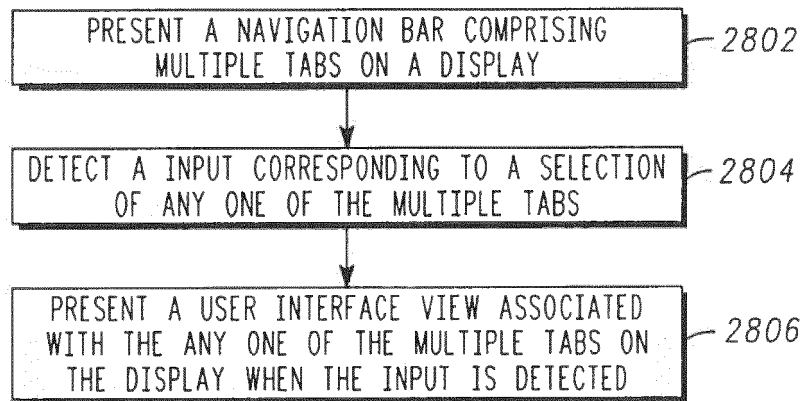 PRESENT A NAVIGATION BAR COMPRISING
MULTIPLE TABS ON A DISPLAY
2802
DETECT A INPUT CORRESPONDING TO A SELECTION
OF ANY ONE OF THE MULTIPLE TABS
2804
PRESENT A USER INTERFACE VIEW ASSOCIATED
WITH THE ANY ONE OF THE MULTIPLE TABS ON
THE DISPLAY WHEN THE INPUT IS DETECTED
2806